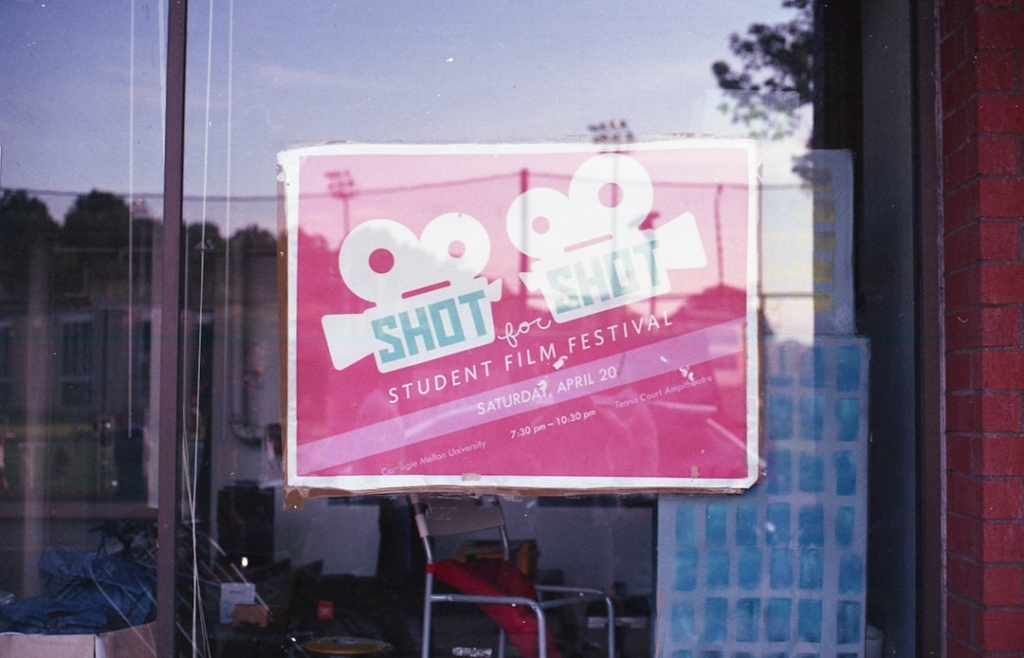 SHOT for SHOT
STUDENT FILM FESTIVAL
SATURDAY, APRIL 20
Carnegie Mellon University 7:30 pm – 10:30 pm Tennis Court Ampitheatre